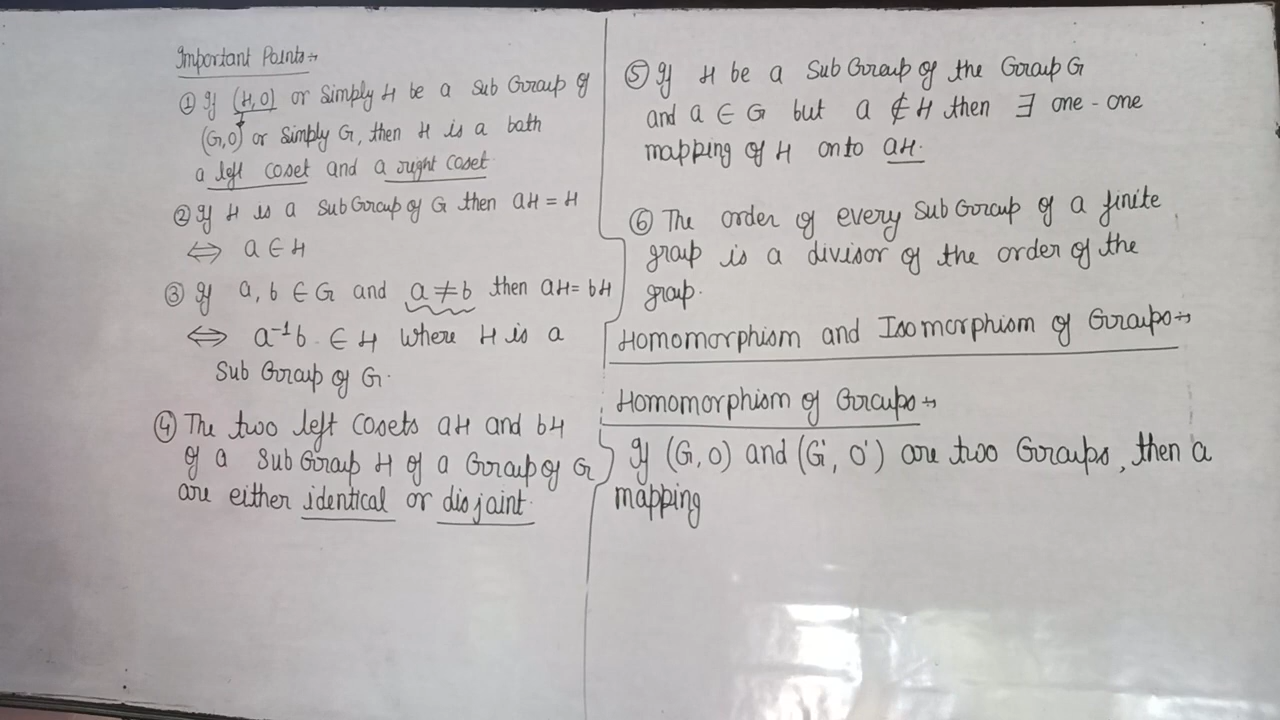 Important Points:-
① If (H,0) or Simply H be a Sub Group of
(G,0) or Simply G, then H is a bath
a left coset and a right coset
② If H is a Sub Group of G then aH = H
⟺ a ∈ H
③ If a, b ∈ G and a ≠ b then aH = bH
⟺ a⁻¹b ∈ H where H is a
Sub Group of G.
④ The two left Cosets aH and bH
of a Sub Group H of a Group of G
are either identical or disjoint.
⑤ If H be a Sub Group of the Group G
and a ∈ G but a ∉ H then ∃ one-one
mapping of H onto aH.
⑥ The order of every Sub Group of a finite
group is a divisor of the order of the
group.
Homomorphism and Isomorphism of Groups:-
Homomorphism of Groups:-
If (G, 0) and (G', 0') are two Groups, then a
mapping